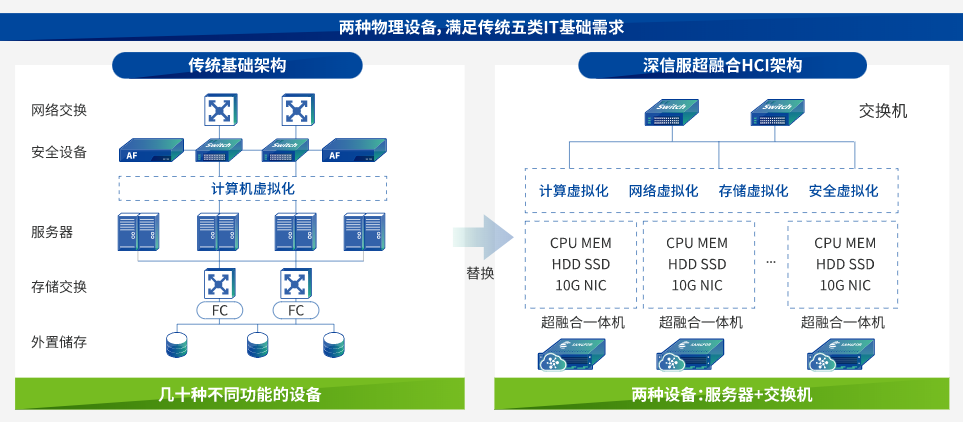 两种物理设备，满足传统五类IT基础需求
传统基础架构
网络交换
安全设备
AF
Switch
Switch
AF
计算机虚拟化
服务器
存储交换
FC
FC
外置储存
几十种不同功能的设备
替换
深信服超融合HCI架构
Switch
Switch
交换机
计算虚拟化
网络虚拟化
存储虚拟化
安全虚拟化
CPU MEM
HDD SSD
10G NIC
CPU MEM
HDD SSD
10G NIC
...
CPU MEM
HDD SSD
10G NIC
超融合一体机
超融合一体机
超融合一体机
SANGFOR
SANGFOR
SANGFOR
两种设备：服务器+交换机